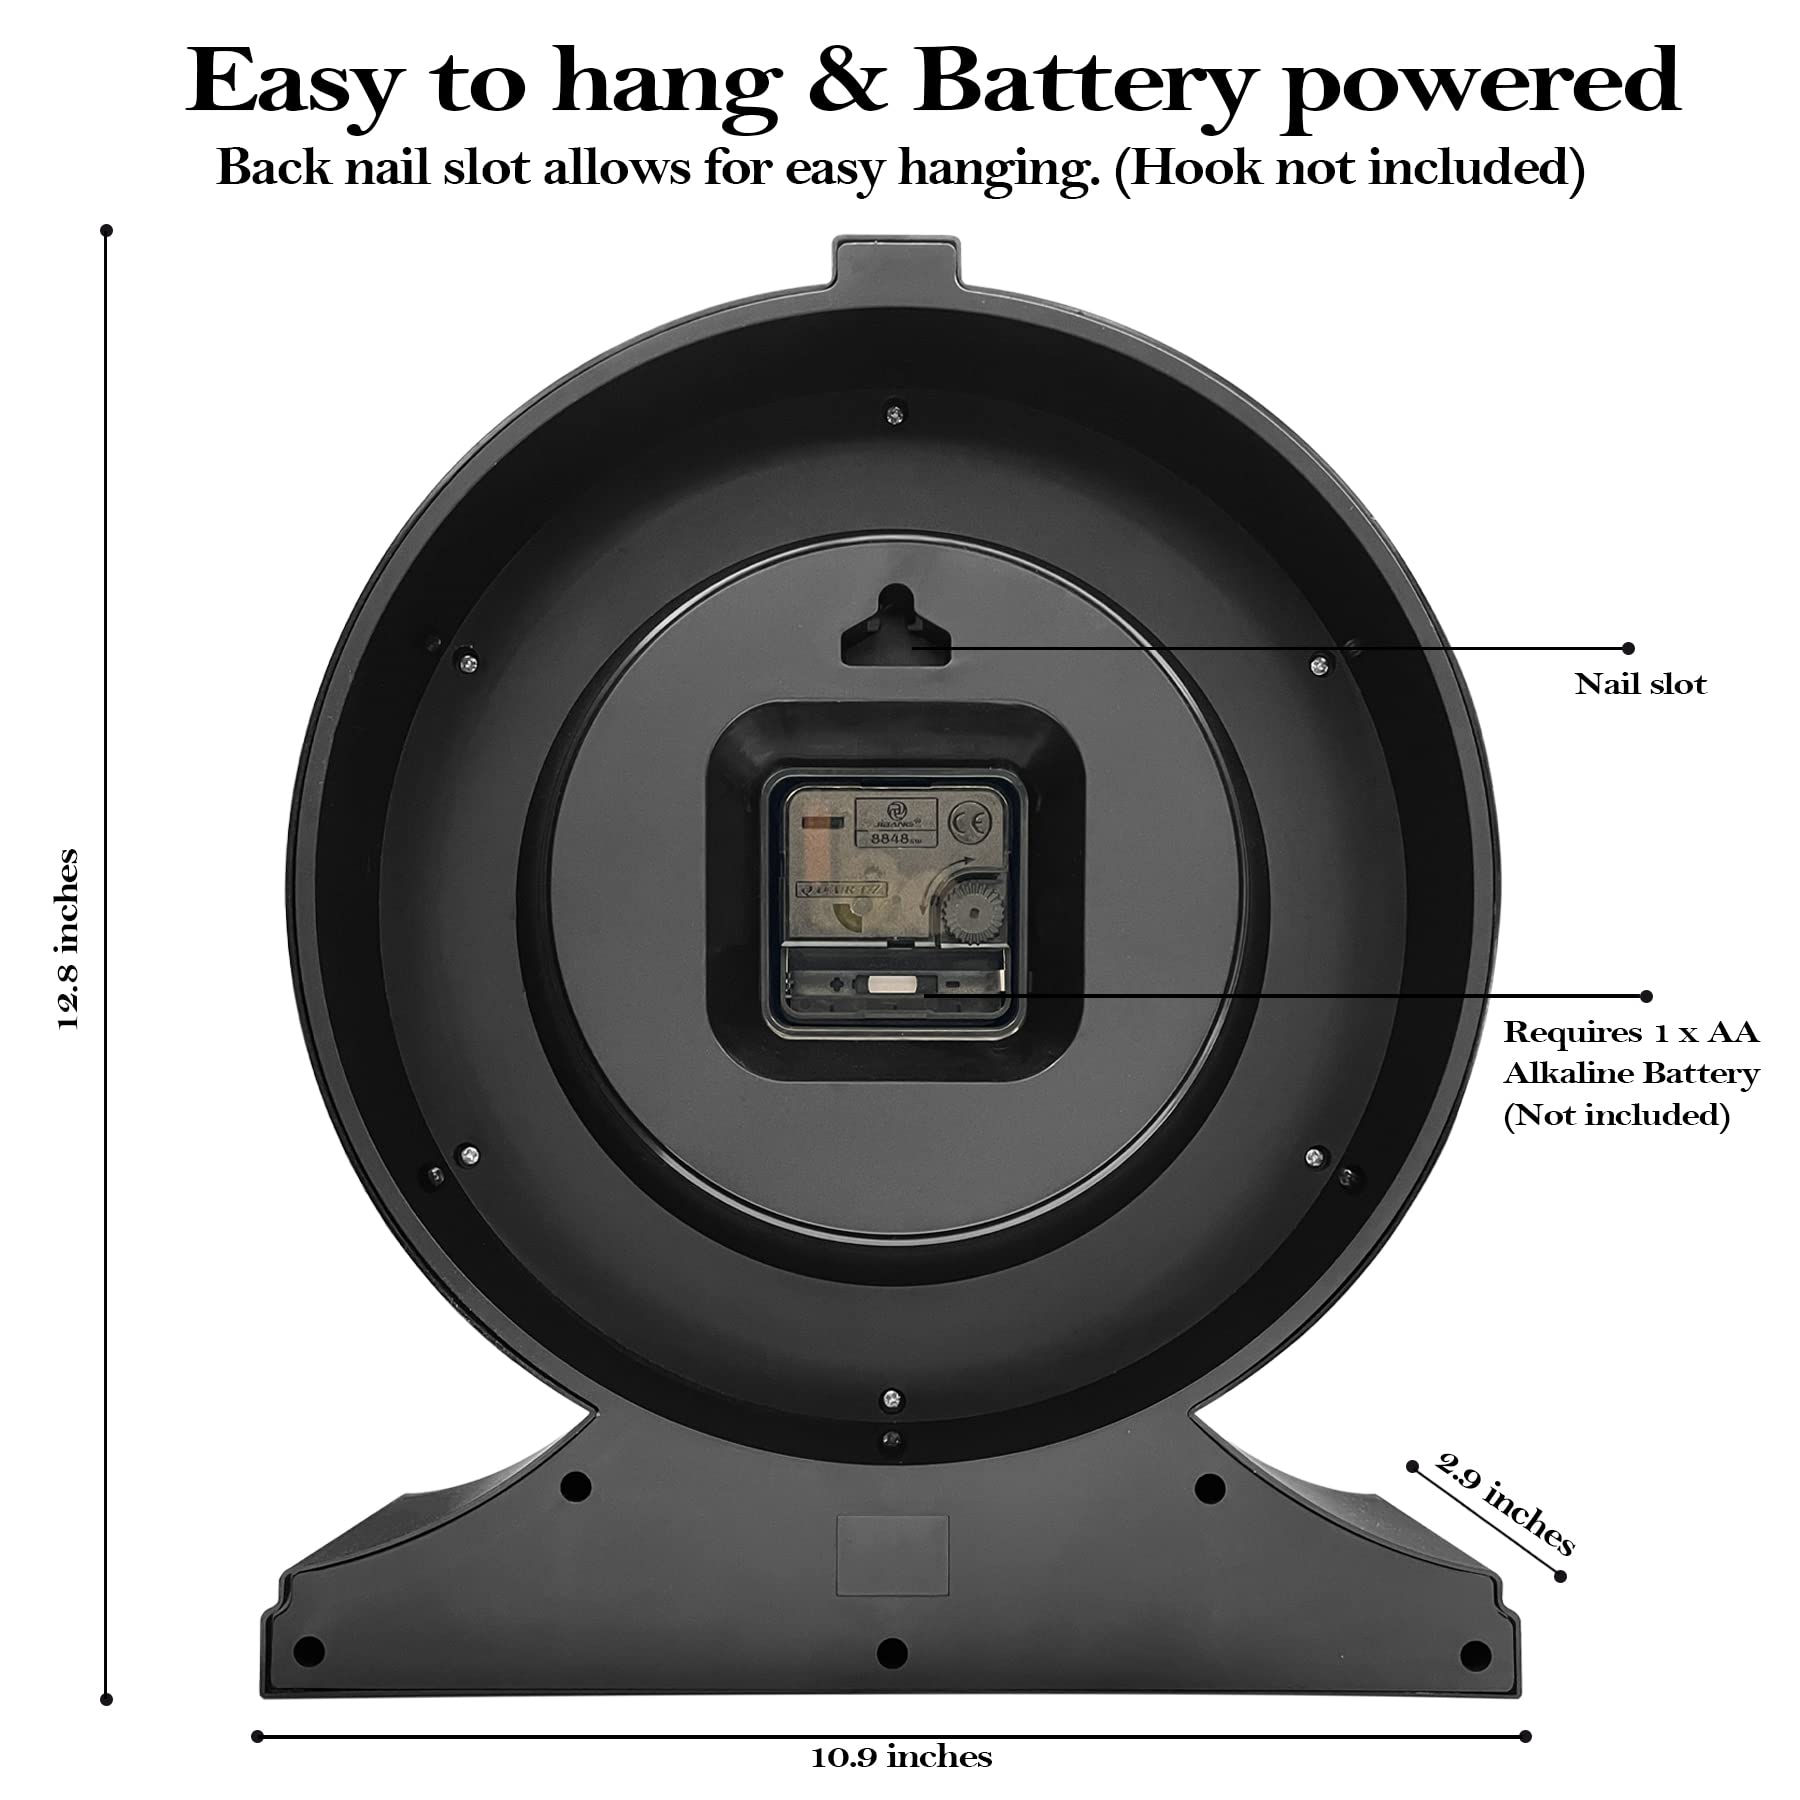 Easy to hang & Battery powered
Back nail slot allows for easy hanging. (Hook not included)
Nail slot
JIBANG®
8848
CE
QUARTZ
12.8 inches
Requires 1 x AA
Alkaline Battery
(Not included)
2.9 inches
10.9 inches